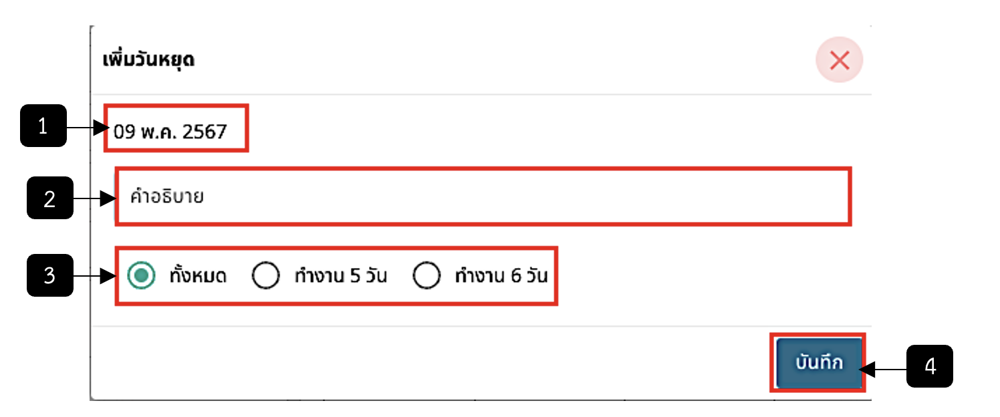 เพิ่มวันหยุด
1
09 พ.ค. 2567
2
คำอธิบาย
3
ทั้งหมด ทำงาน 5 วัน ทำงาน 6 วัน
บันทึก
4